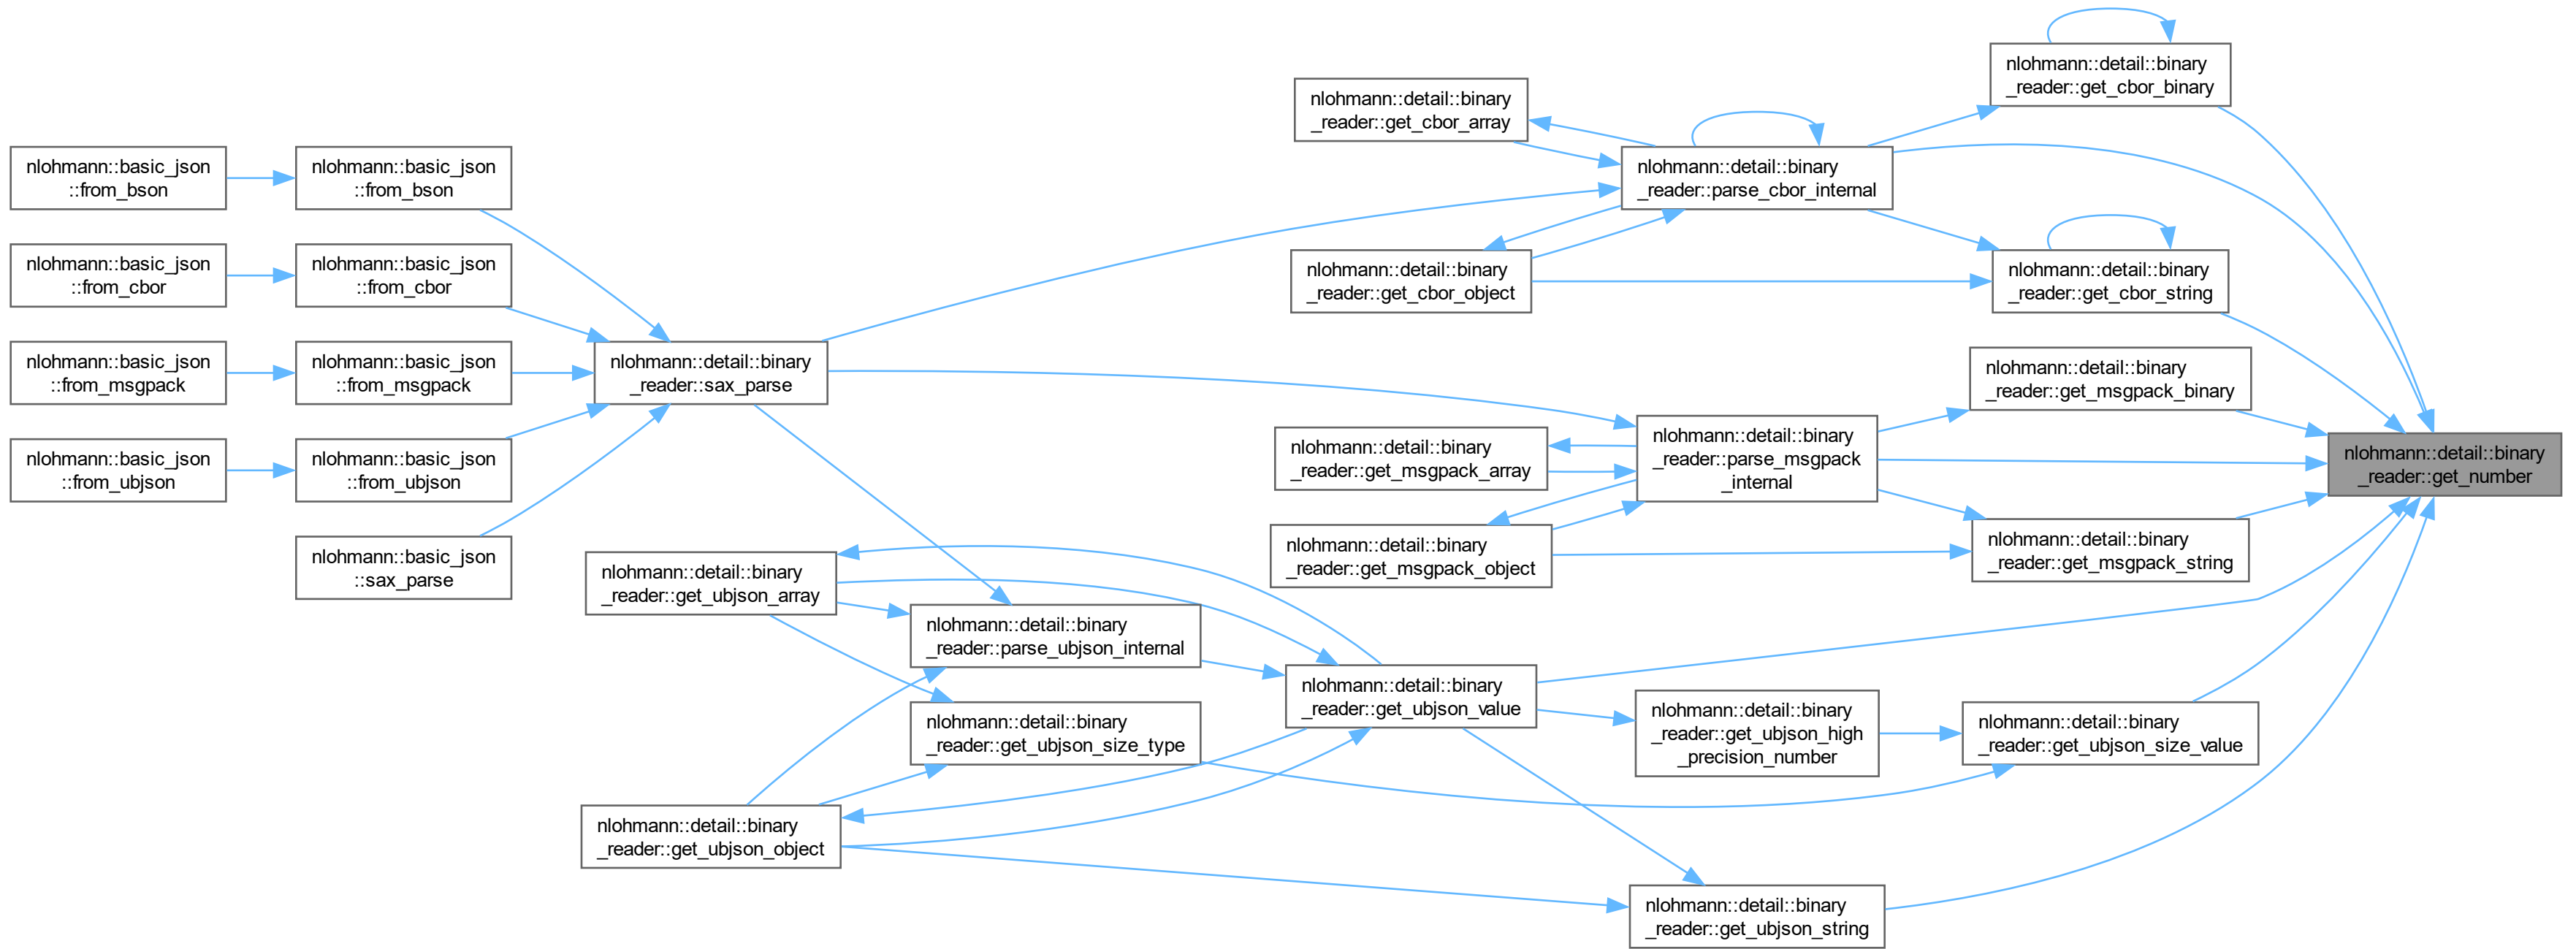 nlohmann::basic_json
::from_bson
nlohmann::basic_json
::from_cbor
nlohmann::basic_json
::from_msgpack
nlohmann::basic_json
::from_ubjson
nlohmann::basic_json
::from_bson
nlohmann::basic_json
::from_cbor
nlohmann::basic_json
::from_msgpack
nlohmann::basic_json
::from_ubjson
nlohmann::basic_json
::sax_parse
nlohmann::detail::binary
_reader::sax_parse
nlohmann::detail::binary
_reader::get_ubjson_array
nlohmann::detail::binary
_reader::get_ubjson_object
nlohmann::detail::binary
_reader::parse_ubjson_internal
nlohmann::detail::binary
_reader::get_ubjson_size_type
nlohmann::detail::binary
_reader::get_cbor_array
nlohmann::detail::binary
_reader::get_cbor_object
nlohmann::detail::binary
_reader::get_msgpack_array
nlohmann::detail::binary
_reader::get_msgpack_object
nlohmann::detail::binary
_reader::get_ubjson_value
nlohmann::detail::binary
_reader::parse_cbor_internal
nlohmann::detail::binary
_reader::parse_msgpack
_internal
nlohmann::detail::binary
_reader::get_ubjson_high
_precision_number
nlohmann::detail::binary
_reader::get_ubjson_string
nlohmann::detail::binary
_reader::get_cbor_binary
nlohmann::detail::binary
_reader::get_cbor_string
nlohmann::detail::binary
_reader::get_msgpack_binary
nlohmann::detail::binary
_reader::get_msgpack_string
nlohmann::detail::binary
_reader::get_ubjson_size_value
nlohmann::detail::binary
_reader::get_number